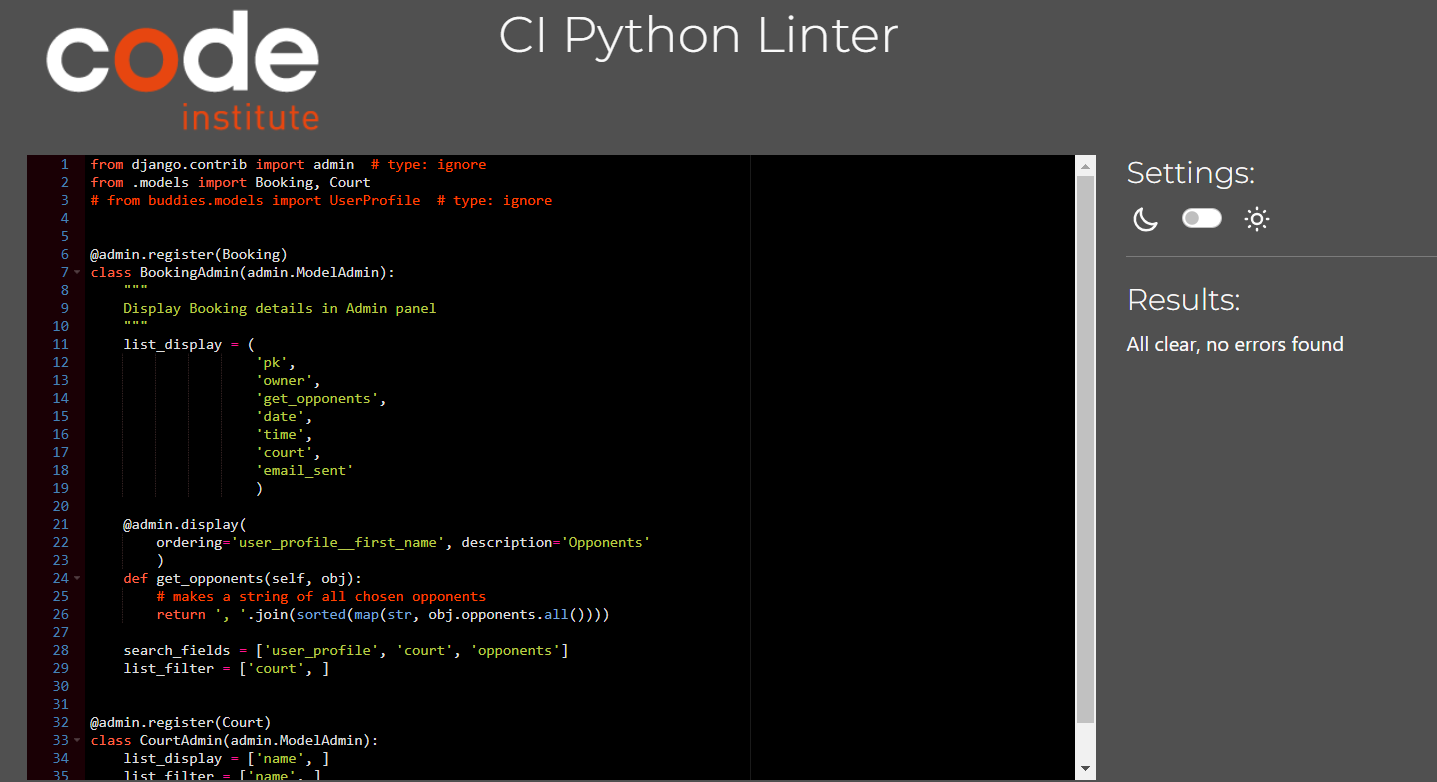 code
institute
CI Python Linter
1 from django.contrib import admin  # type: ignore
2 from .models import Booking, Court
3 # from buddies.models import UserProfile  # type: ignore
4
5
6 @admin.register(Booking)
7 class BookingAdmin(admin.ModelAdmin):
8     """
9     Display Booking details in Admin panel
10     """
11     list_display = (
12                     'pk',
13                     'owner',
14                     'get_opponents',
15                     'date',
16                     'time',
17                     'court',
18                     'email_sent'
19                     )
20
21     @admin.display(
22         ordering='user_profile__first_name', description='Opponents'
23         )
24     def get_opponents(self, obj):
25         # makes a string of all chosen opponents
26         return ', '.join(sorted(map(str, obj.opponents.all())))
27
28     search_fields = ['user_profile', 'court', 'opponents']
29     list_filter = ['court', ]
30
31
32 @admin.register(Court)
33 class CourtAdmin(admin.ModelAdmin):
34     list_display = ['name', ]
35     list_filter = ['name', ]
Settings:
Results:
All clear, no errors found